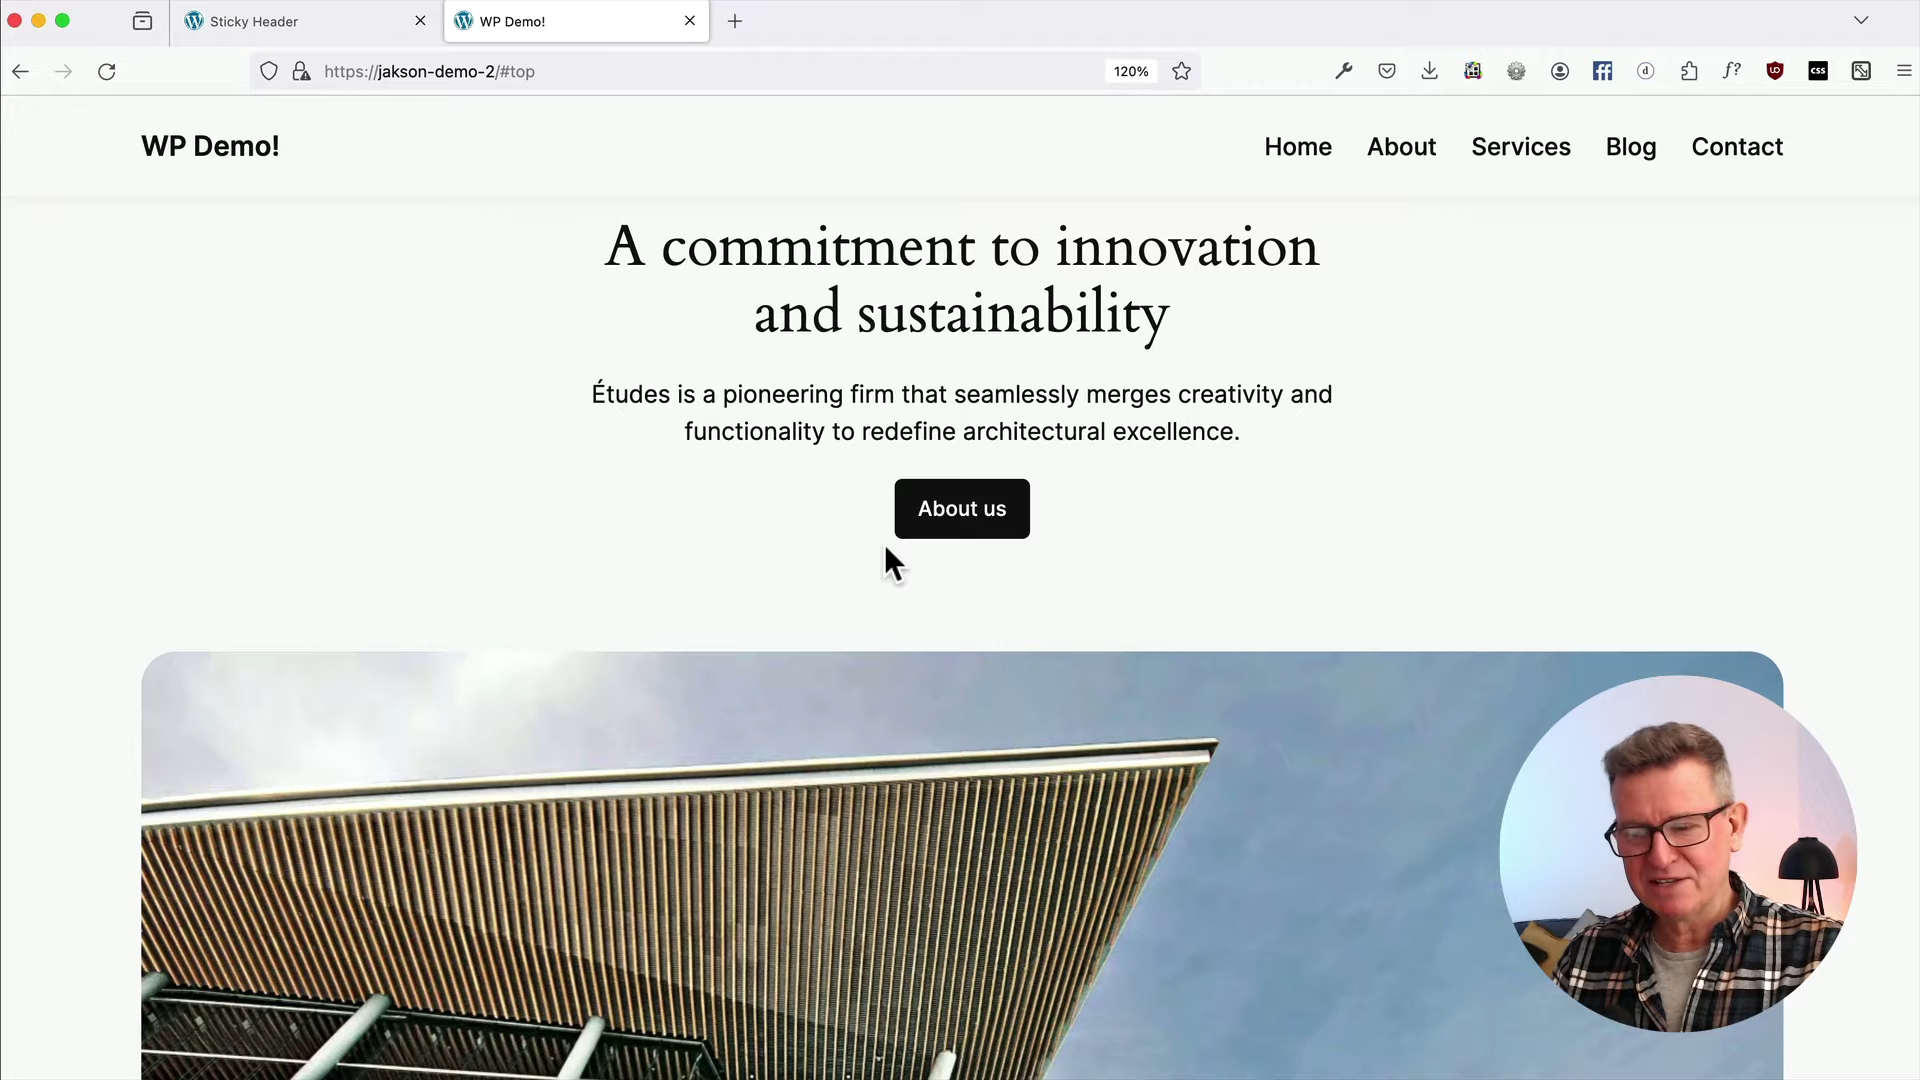 Sticky Header
WP Demo!
https://jakson-demo-2/#top
120%
WP Demo!
Home
About
Services
Blog
Contact
A commitment to innovation
and sustainability
Études is a pioneering firm that seamlessly merges creativity and
functionality to redefine architectural excellence.
About us